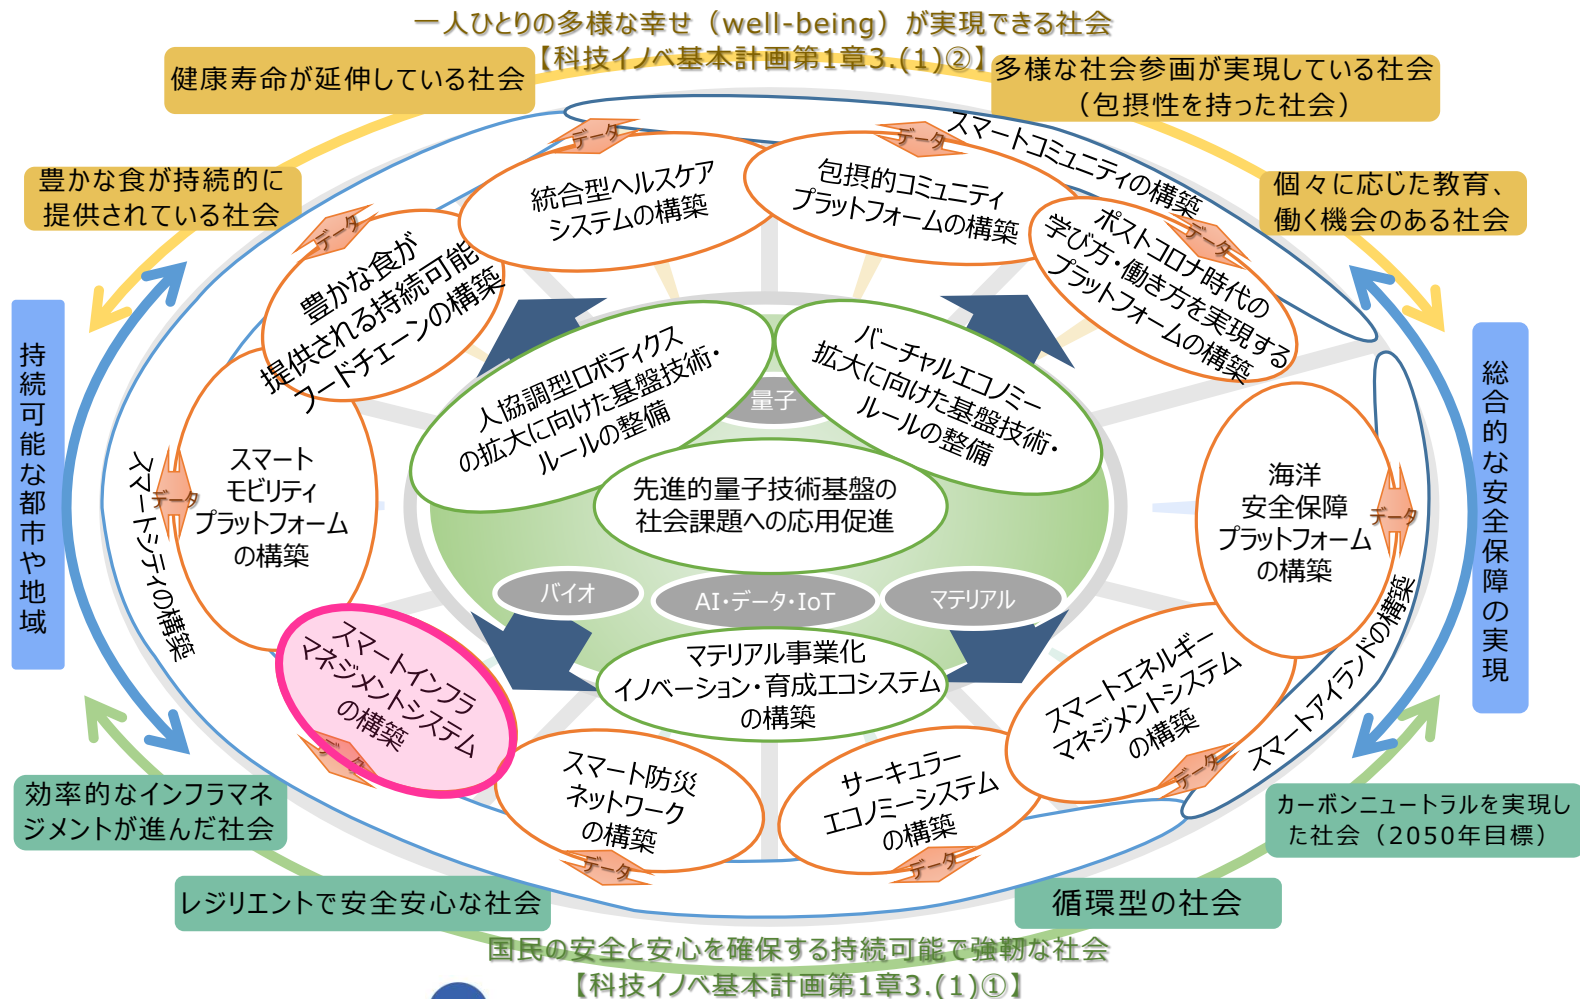 一人ひとりの多様な幸せ（well-being）が実現できる社会
【科技イノベ基本計画第1章3.(1)②】
健康寿命が延伸している社会
多様な社会参画が実現している社会
（包摂性を持った社会）
豊かな食が持続的に
提供されている社会
個々に応じた教育、
働く機会のある社会
持続可能な都市や地域
総合的な安全保障の実現
スマートコミュニティの構築
スマートシティの構築
スマートアイランドの構築
データ
統合型ヘルスケア
システムの構築
データ
包摂的コミュニティ
プラットフォームの構築
データ
ポストコロナ時代の
学び方・働き方を実現する
プラットフォームの構築
データ
豊かな食が
提供される持続可能
フードチェーンの構築
人協調型ロボティクス
の拡大に向けた基盤技術・
ルールの整備
バーチャルエコノミー
拡大に向けた基盤技術・
ルールの整備
量子
先進的量子技術基盤の
社会課題への応用促進
データ
スマート
モビリティ
プラットフォーム
の構築
海洋
安全保障
プラットフォーム
の構築
データ
バイオ
AI・データ・IoT
マテリアル
マテリアル事業化
イノベーション・育成エコシステム
の構築
スマートインフラ
マネジメントシステム
の構築
データ
スマート防災
ネットワーク
の構築
データ
サーキュラー
エコノミーシステム
の構築
データ
スマートエネルギー
マネジメントシステム
の構築
データ
効率的なインフラマネ
ジメントが進んだ社会
カーボンニュートラルを実現し
た社会（2050年目標）
レジリエントで安全安心な社会
循環型の社会
国民の安全と安心を確保する持続可能で強靭な社会
【科技イノベ基本計画第1章3.(1)①】